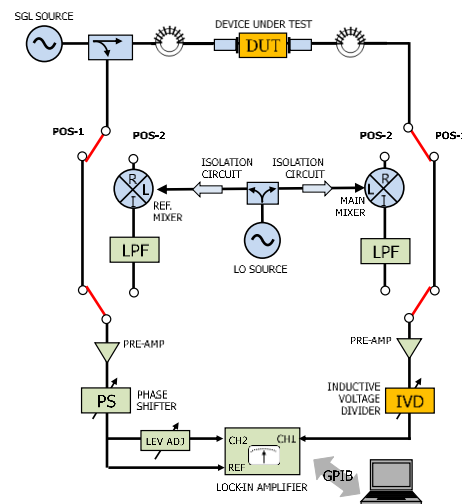 SGL SOURCE
DEVICE UNDER TEST
DUT
POS-1
POS-2
POS-2
POS-
ISOLATION
CIRCUIT
ISOLATION
CIRCUIT
R
L
I
REF.
MIXER
R
L
I
MAIN
MIXER
LPF
LPF
LO SOURCE
PRE-AMP
PRE-AMP
PS
PHASE
SHIFTER
INDUCTIVE
VOLTAGE
DIVIDER
IVD
LEV ADJ
CH2
CH1
REF
GPIB
LOCK-IN AMPLIFIER